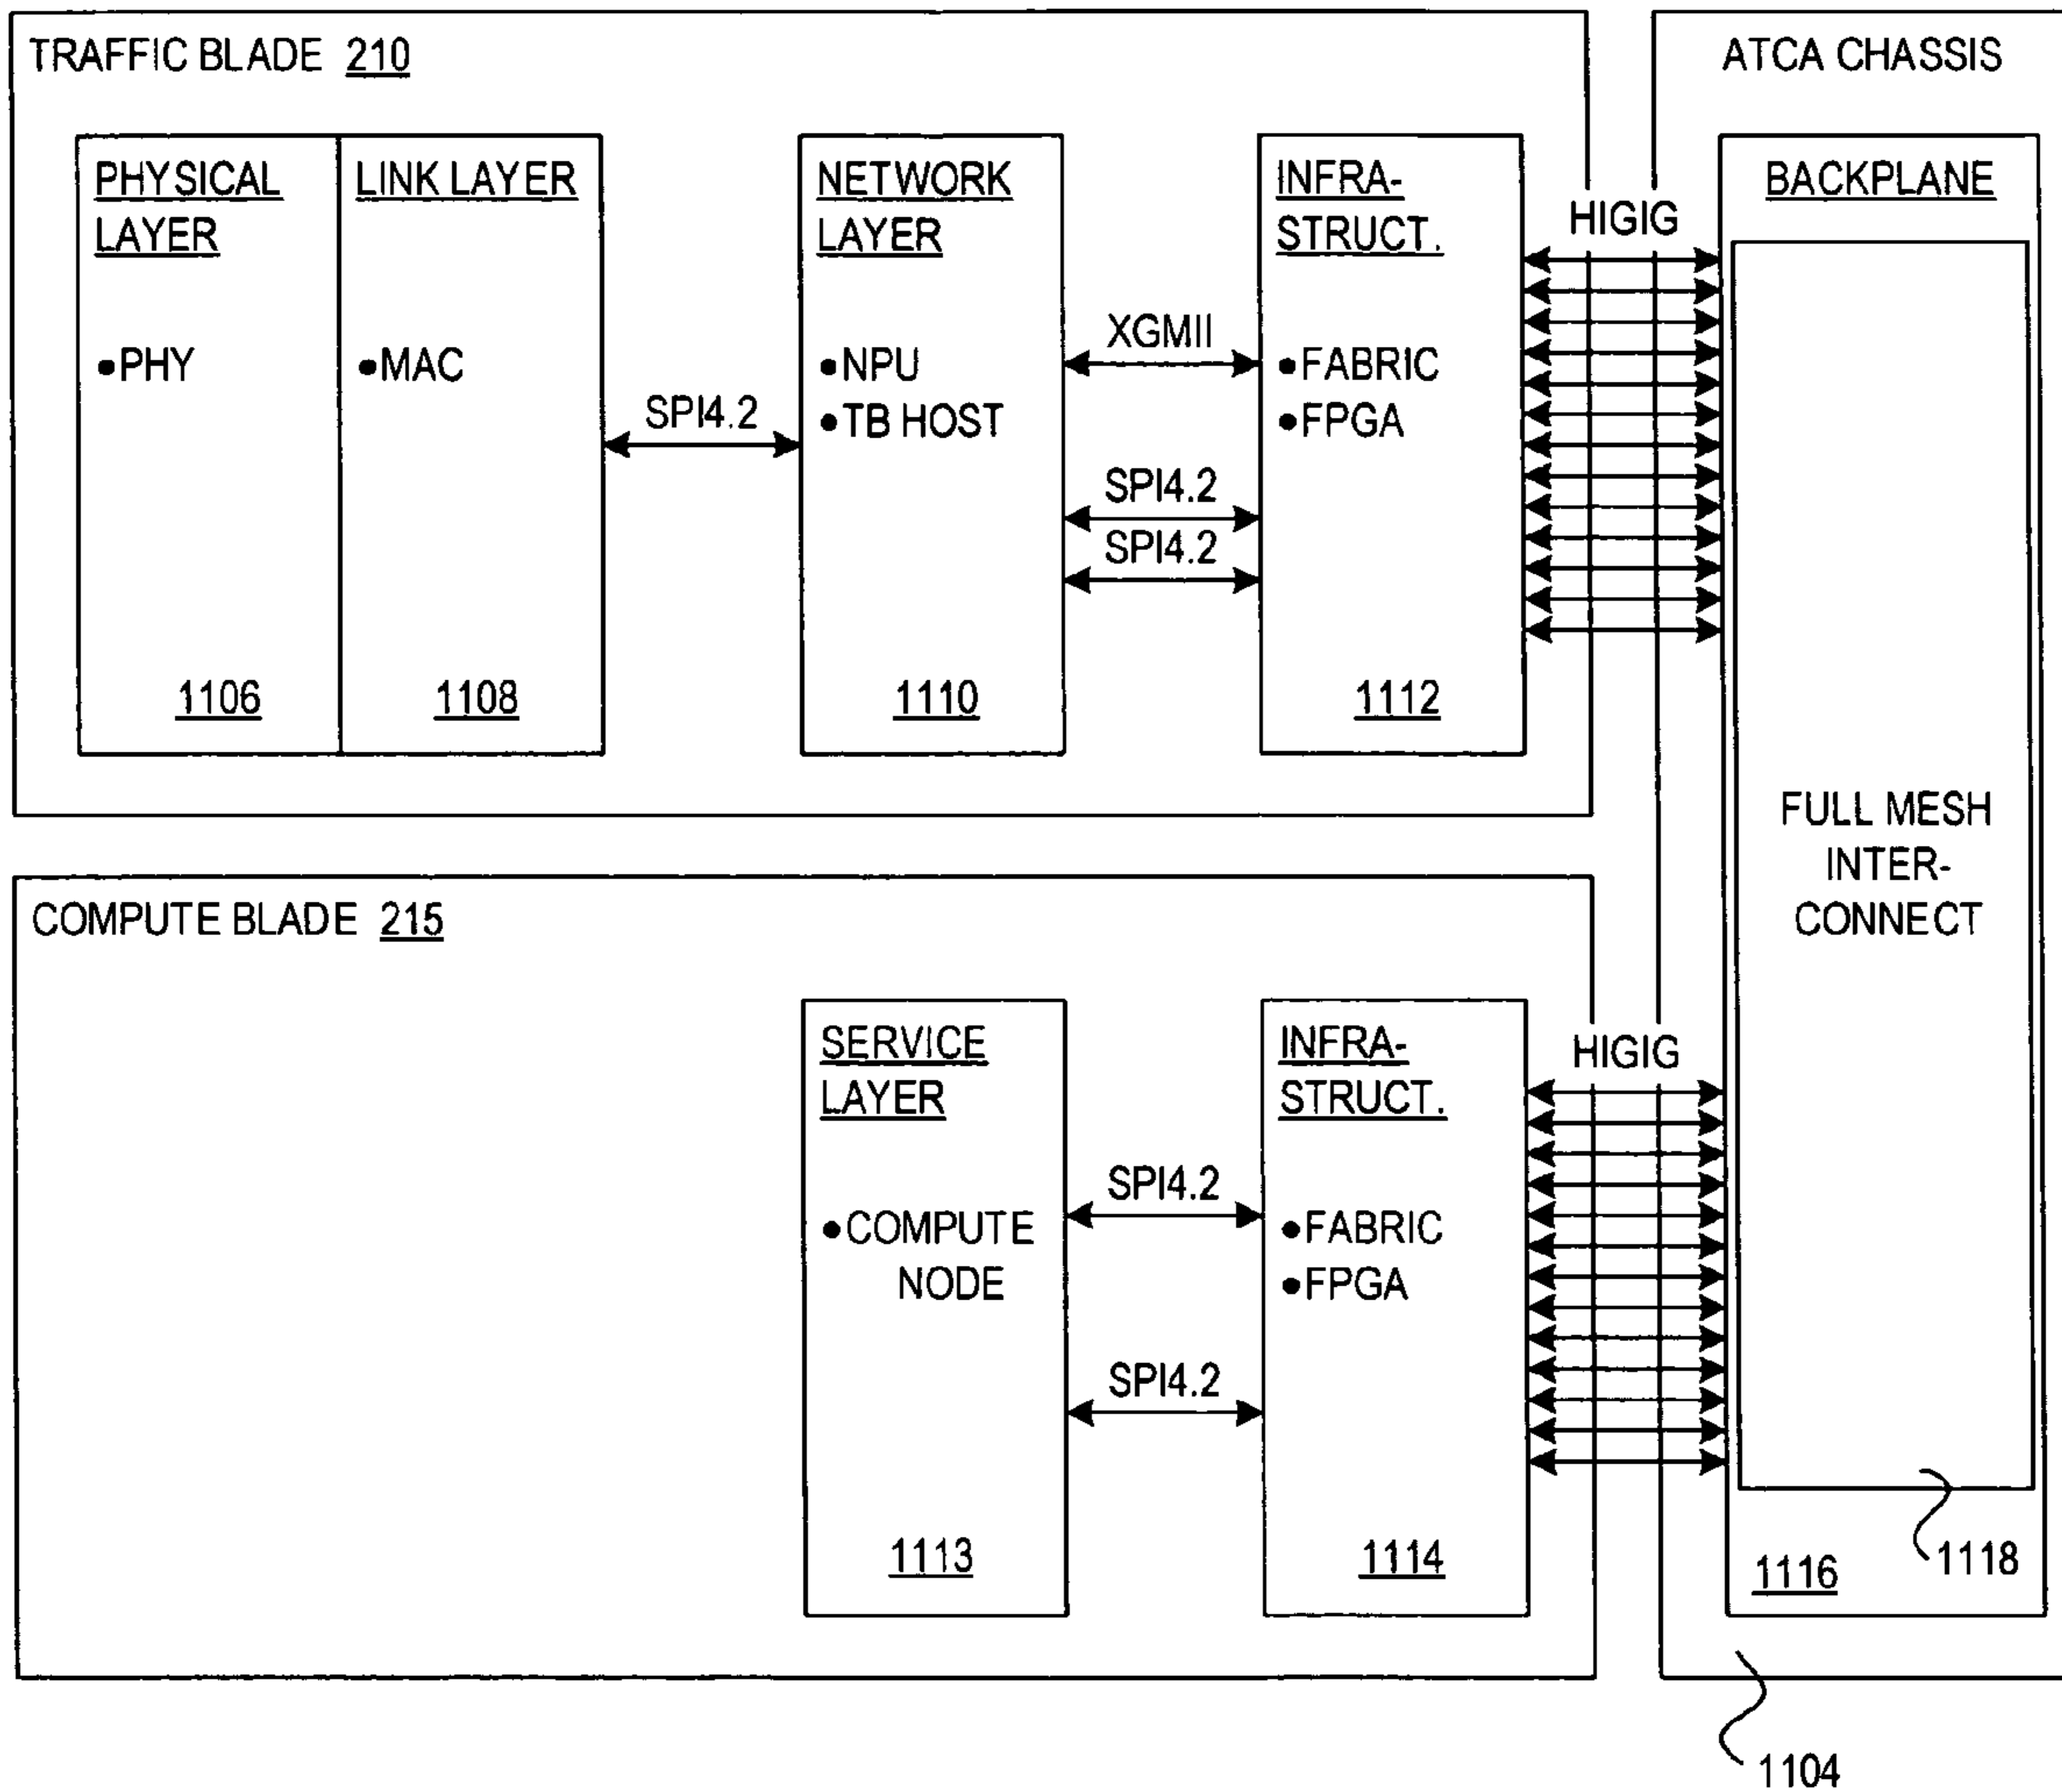 TRAFFIC BLADE 210
ATCA CHASSIS
PHYSICAL
LAYER
•PHY
1106
LINK LAYER
•MAC
1108
SPI4.2
NETWORK
LAYER
•NPU
•TB HOST
1110
XGMII
SPI4.2
SPI4.2
INFRA-
STRUCT.
•FABRIC
•FPGA
1112
HIGIG
BACKPLANE
FULL MESH
INTER-
CONNECT
COMPUTE BLADE 215
SERVICE
LAYER
•COMPUTE
NODE
1113
SPI4.2
SPI4.2
INFRA-
STRUCT.
•FABRIC
•FPGA
1114
HIGIG
1118
1116
1104